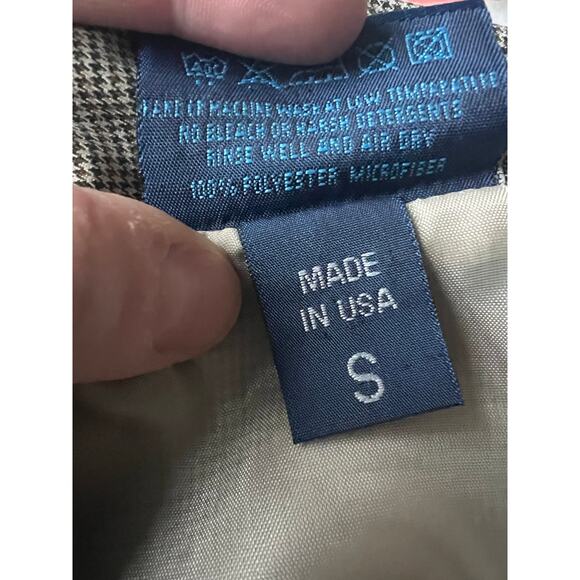 HAND OR MACHINE WASH AT LOW TEMPERATURE
NO BLEACH OR HARSH DETERGENTS
RINSE WELL AND AIR DRY
100% POLYESTER MICROFIBER
MADE
IN USA
S